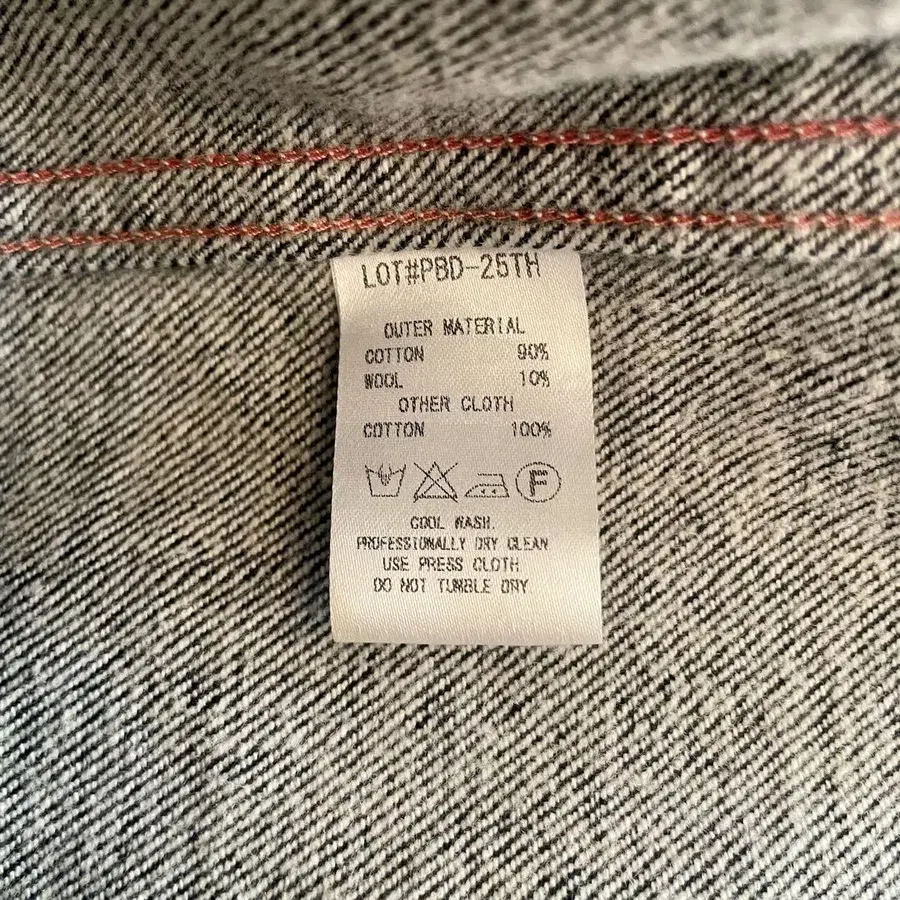 LOT#PBD-25TH
OUTER MATERIAL
COTTON 90%
WOOL 10%
OTHER CLOTH
COTTON 100%
F
COOL WASH.
PROFESSIONALLY DRY CLEAN
USE PRESS CLOTH
DO NOT TUMBLE DRY.